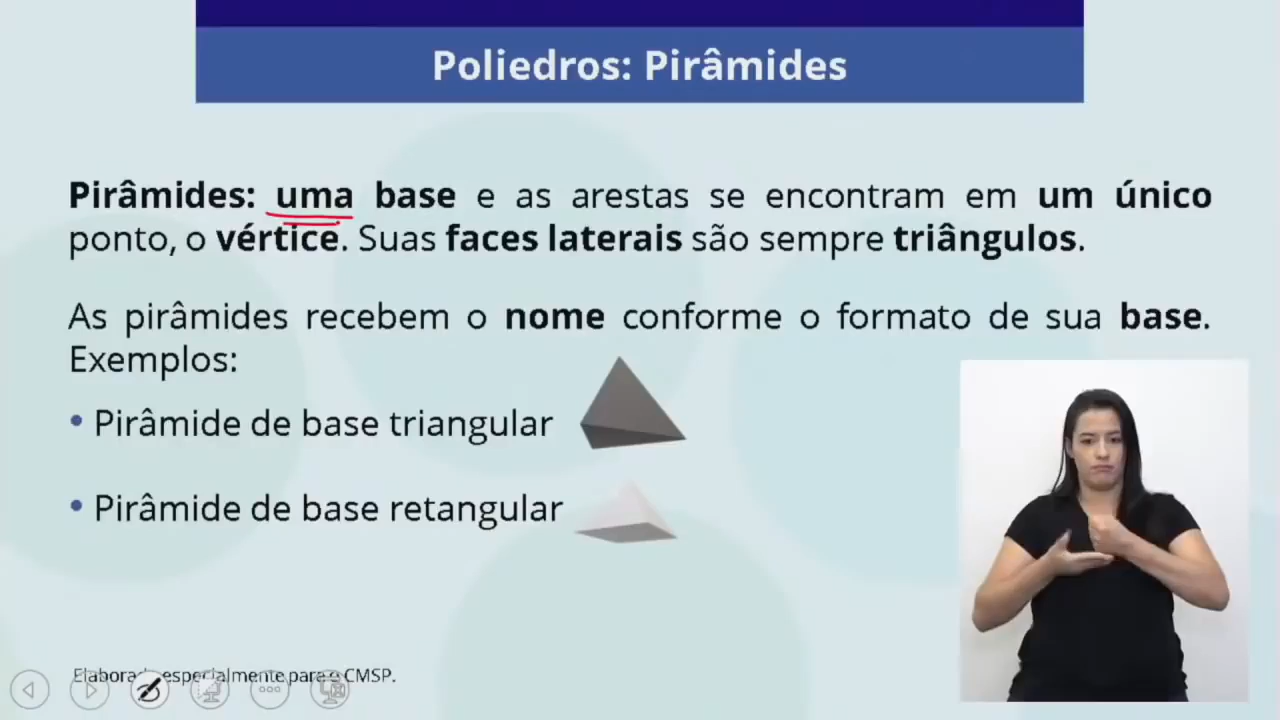 Poliedros: Pirâmides
Pirâmides: uma base e as arestas se encontram em um único
ponto, o vértice. Suas faces laterais são sempre triângulos.
As pirâmides recebem o nome conforme o formato de sua base.
Exemplos:
• Pirâmide de base triangular
• Pirâmide de base retangular
Elaborado especialmente para o CMSP.